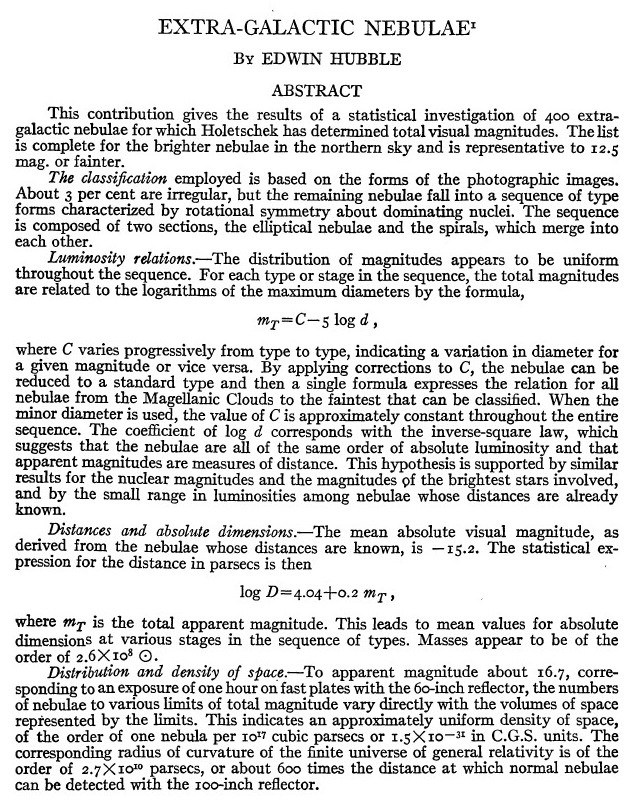 EXTRA-GALACTIC NEBULAE¹
By EDWIN HUBBLE
ABSTRACT
This contribution gives the results of a statistical investigation of 400 extra-
galactic nebulae for which Holetschek has determined total visual magnitudes. The list
is complete for the brighter nebulae in the northern sky and is representative to 12.5
mag. or fainter.
The classification employed is based on the forms of the photographic images.
About 3 per cent are irregular, but the remaining nebulae fall into a sequence of type
forms characterized by rotational symmetry about dominating nuclei. The sequence
is composed of two sections, the elliptical nebulae and the spirals, which merge into
each other.
Luminosity relations.—The distribution of magnitudes appears to be uniform
throughout the sequence. For each type or stage in the sequence, the total magnitudes
are related to the logarithms of the maximum diameters by the formula,
m_T=C−5 log d ,
where C varies progressively from type to type, indicating a variation in diameter for
a given magnitude or vice versa. By applying corrections to C, the nebulae can be
reduced to a standard type and then a single formula expresses the relation for all
nebulae from the Magellanic Clouds to the faintest that can be classified. When the
minor diameter is used, the value of C is approximately constant throughout the entire
sequence. The coefficient of log d corresponds with the inverse-square law, which
suggests that the nebulae are all of the same order of absolute luminosity and that
apparent magnitudes are measures of distance. This hypothesis is supported by similar
results for the nuclear magnitudes and the magnitudes of the brightest stars involved,
and by the small range in luminosities among nebulae whose distances are already
known.
Distances and absolute dimensions.—The mean absolute visual magnitude, as
derived from the nebulae whose distances are known, is −15.2. The statistical ex-
pression for the distance in parsecs is then
log D=4.04+0.2 m_T ,
where m_T is the total apparent magnitude. This leads to mean values for absolute
dimensions at various stages in the sequence of types. Masses appear to be of the
order of 2.6×10⁸ ⊙.
Distribution and density of space.—To apparent magnitude about 16.7, corre-
sponding to an exposure of one hour on fast plates with the 60-inch reflector, the numbers
of nebulae to various limits of total magnitude vary directly with the volumes of space
represented by the limits. This indicates an approximately uniform density of space,
of the order of one nebula per 10¹⁷ cubic parsecs or 1.5×10−³¹ in C.G.S. units. The
corresponding radius of curvature of the finite universe of general relativity is of the
order of 2.7×10¹⁰ parsecs, or about 600 times the distance at which normal nebulae
can be detected with the 100-inch reflector.